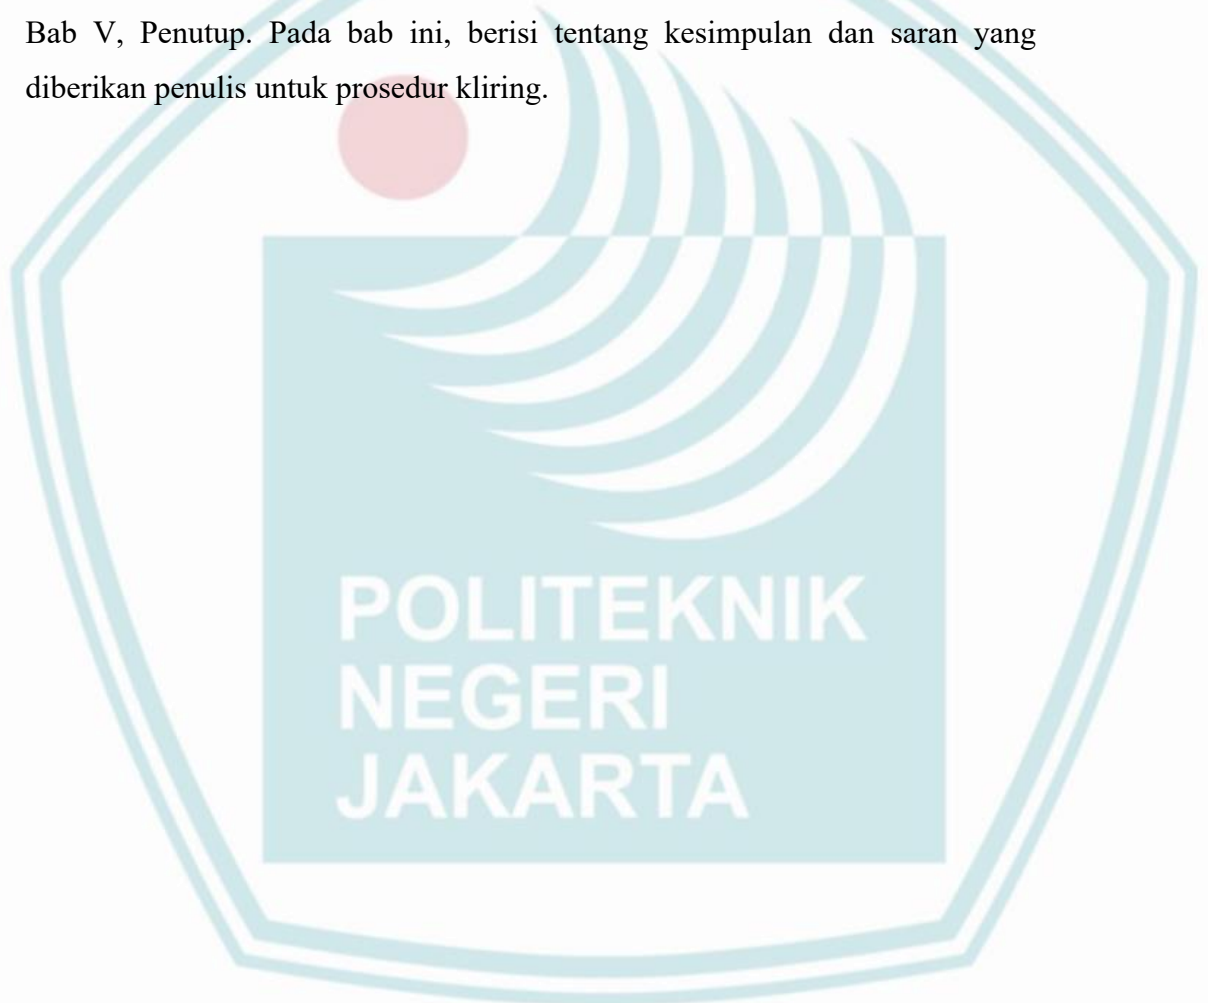 Bab V, Penutup. Pada bab ini, berisi tentang kesimpulan dan saran yang
diberikan penulis untuk prosedur kliring.
POLITEKNIK
NEGERI
JAKARTA